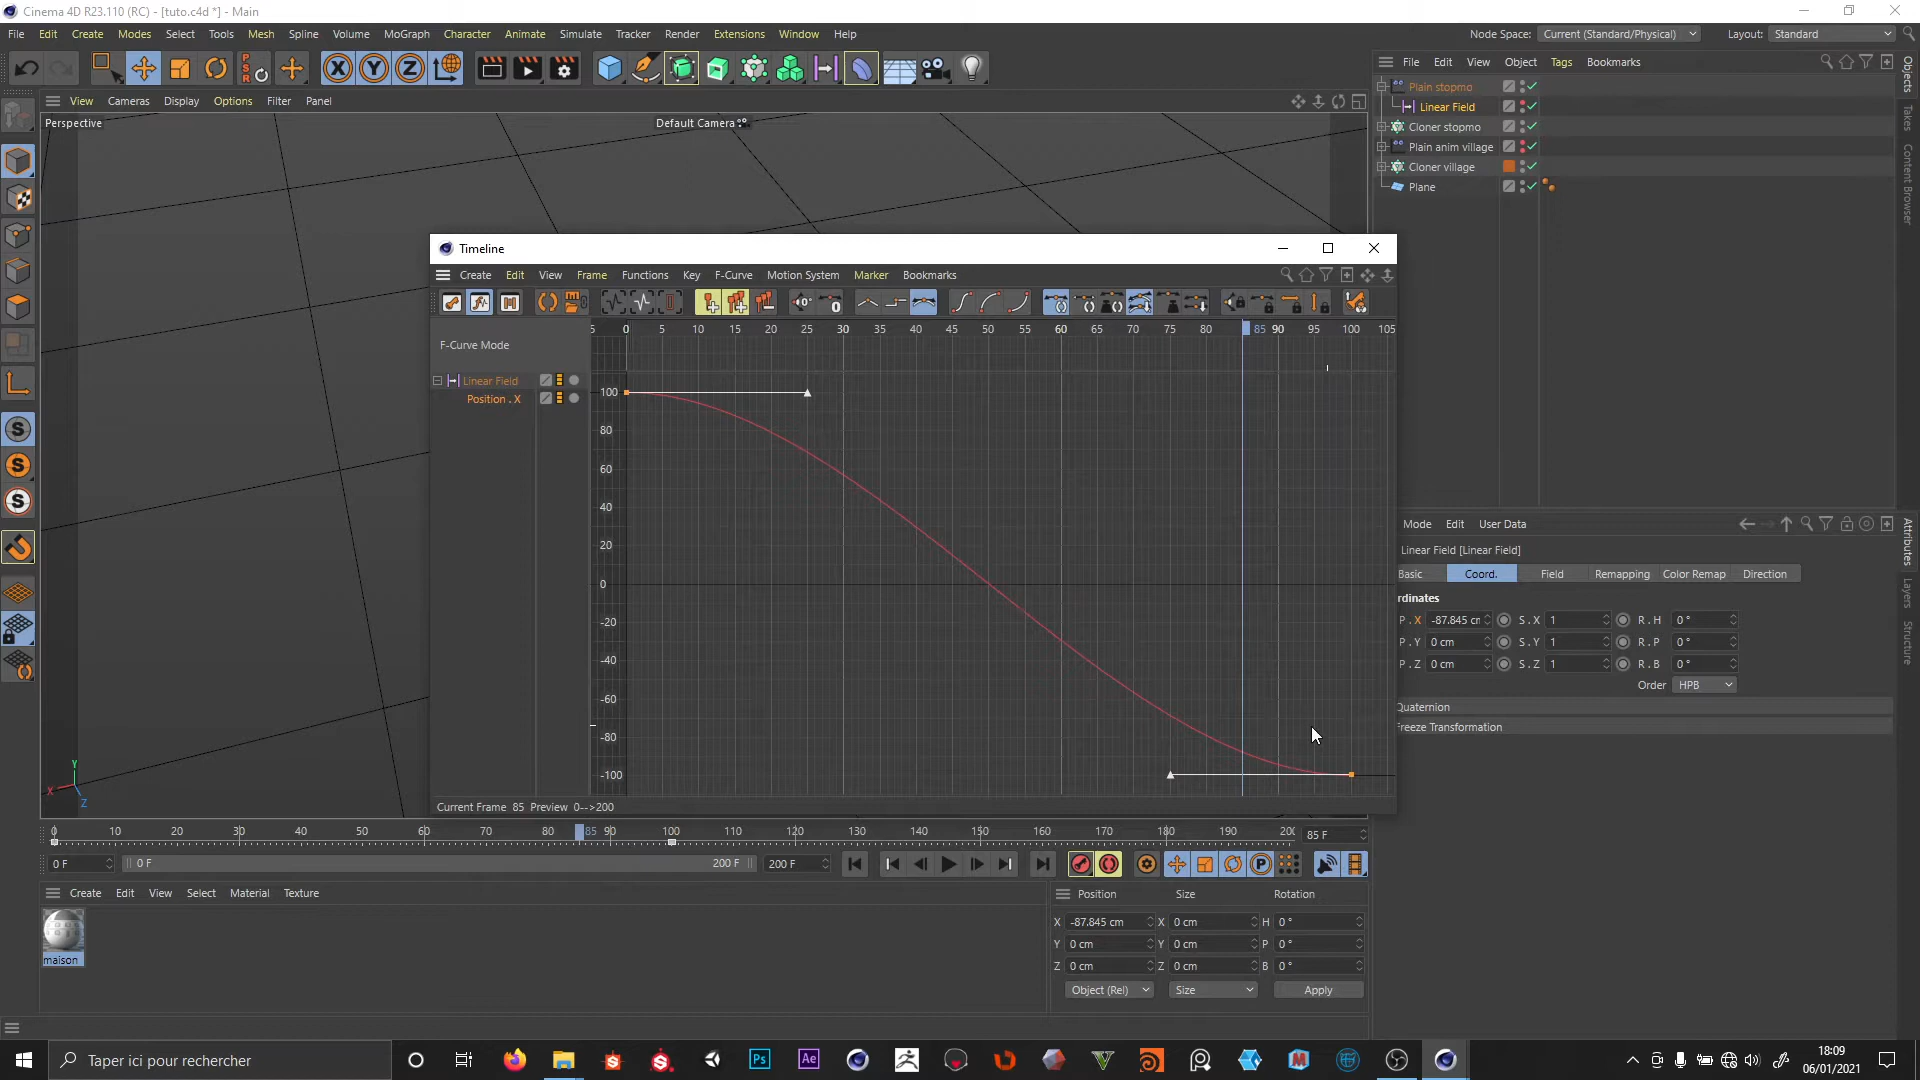 Cinema 4D R23.110 (RC) - [tuto.c4d *] - Main
File Edit Create Modes Select Tools Mesh Spline Volume MoGraph Character Animate Simulate Tracker Render Extensions Window Help
Node Space: Current (Standard/Physical) Layout: Standard
View Cameras Display Options Filter Panel
Perspective
Default Camera
File Edit View Object Tags Bookmarks
Plain stopmo
Linear Field
Cloner stopmo
Plain anim village
Cloner village
Plane
Objects
Takes
Content Browser
Timeline
Create Edit View Frame Functions Key F-Curve Motion System Marker Bookmarks
5 0 5 10 15 20 25 30 35 40 45 50 55 60 65 70 75 80 85 90 95 100 105
F-Curve Mode
Linear Field
Position . X
100
80
60
40
20
0
-20
-40
-60
-80
-100
Current Frame 85 Preview 0-->200
Mode Edit User Data
Linear Field [Linear Field]
Basic Coord. Field Remapping Color Remap Direction
rdinates
P . X -87.845 cm S . X 1 R . H 0 °
P . Y 0 cm S . Y 1 R . P 0 °
P . Z 0 cm S . Z 1 R . B 0 °
Order HPB
Quaternion
Freeze Transformation
Attributes
Layers
Structure
Y
X
Z
0 10 20 30 40 50 60 70 80 85 90 100 110 120 130 140 150 160 170 180 190 200
85 F
0 F 0 F 200 F 200 F
Create Edit View Select Material Texture
maison
Position Size Rotation
X -87.845 cm X 0 cm H 0 °
Y 0 cm Y 0 cm P 0 °
Z 0 cm Z 0 cm B 0 °
Object (Rel) Size Apply
Taper ici pour rechercher
Ps
Ae
18:09
06/01/2021